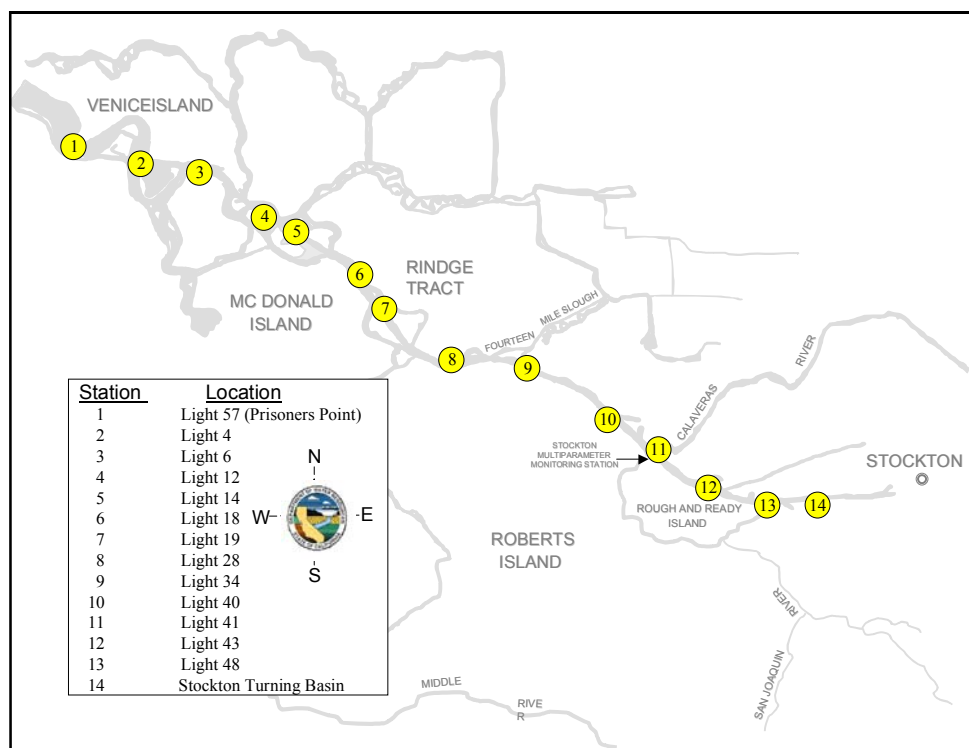 VENICEISLAND
1
2
3
4
5
6
7
8
9
10
11
12
13
14
RINDGE
TRACT
MC DONALD
ISLAND
FOURTEEN MILE SLOUGH
CALAVERAS RIVER
STOCKTON
MULTIPARAMETER
MONITORING STATION
STOCKTON
ROUGH AND READY
ISLAND
ROBERTS
ISLAND
SAN JOAQUIN RIVER
MIDDLE
RIVE
R
Station Location
1 Light 57 (Prisoners Point)
2 Light 4
3 Light 6
4 Light 12
5 Light 14
6 Light 18
7 Light 19
8 Light 28
9 Light 34
10 Light 40
11 Light 41
12 Light 43
13 Light 48
14 Stockton Turning Basin
N
W
E
S